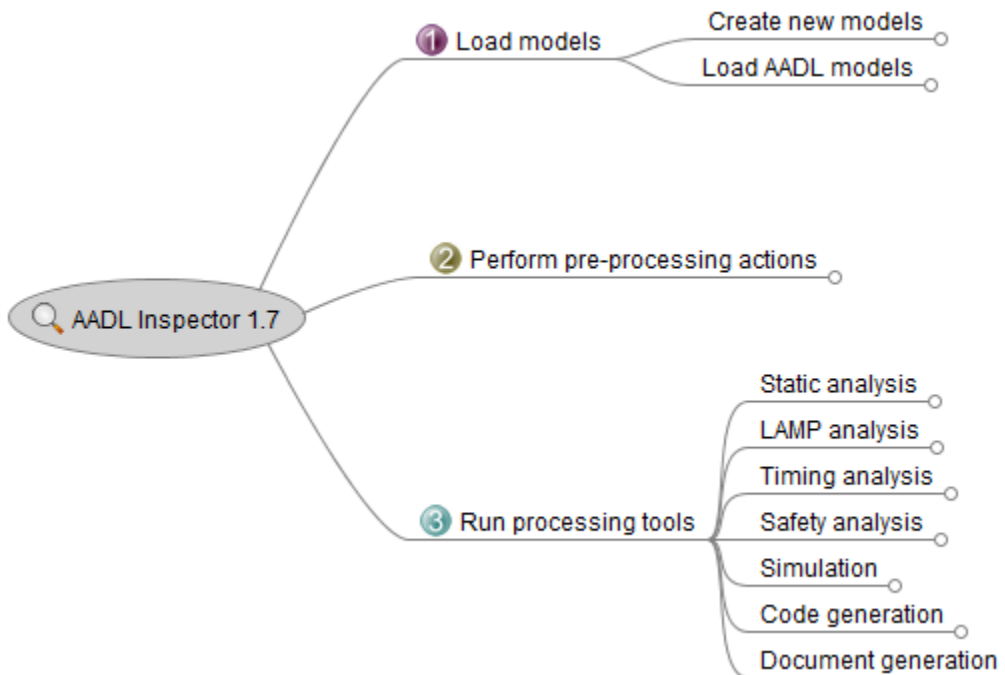 Create new models
1 Load models
Load AADL models
2 Perform pre-processing actions
AADL Inspector 1.7
Static analysis
LAMP analysis
Timing analysis
3 Run processing tools
Safety analysis
Simulation
Code generation
Document generation